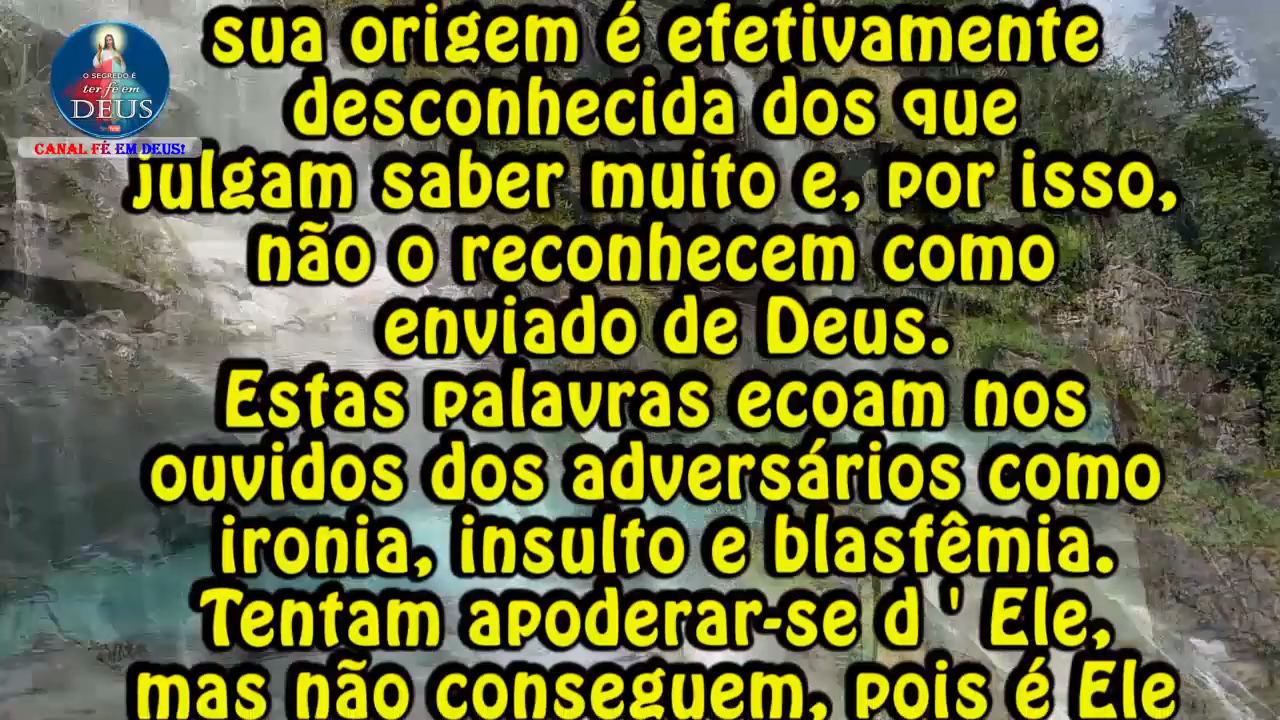 sua origem é efetivamente
desconhecida dos que
julgam saber muito e, por isso,
não o reconhecem como
enviado de Deus.
Estas palavras ecoam nos
ouvidos dos adversários como
ironia, insulto e blasfêmia.
Tentam apoderar-se d ' Ele,
mas não conseguem, pois é Ele
O SEGREDO É
ter fé em
DEUS
CANAL FÉ EM DEUS!